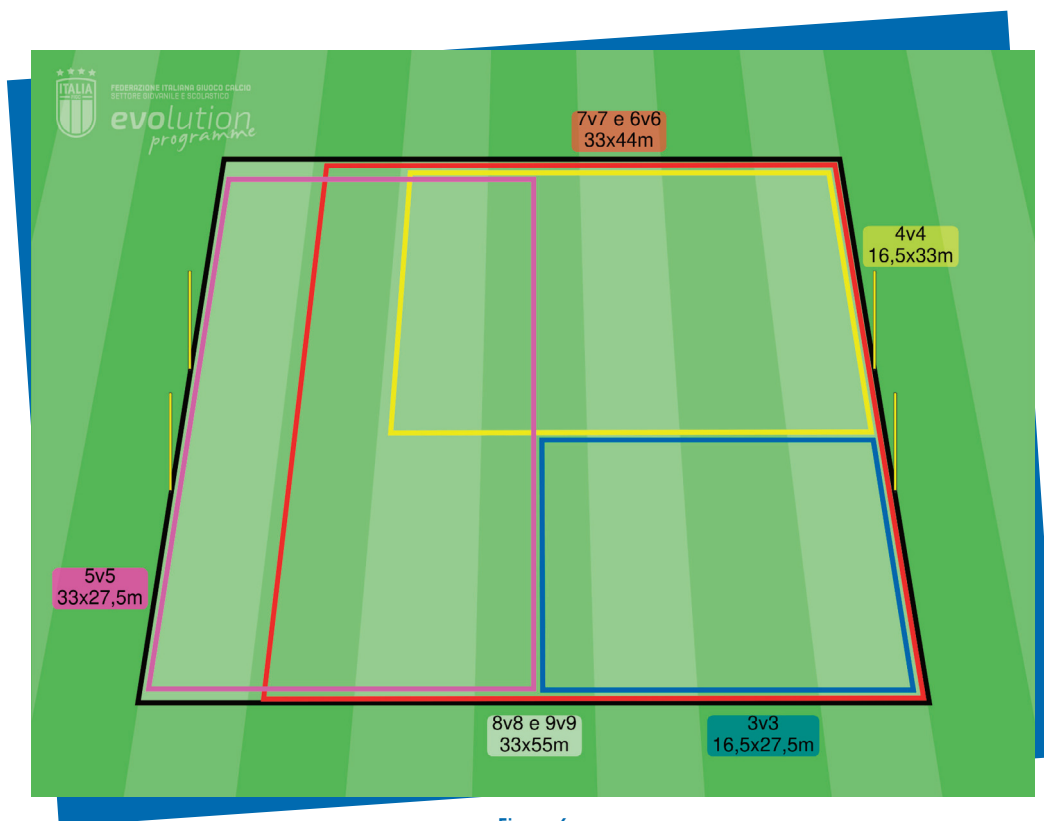 ITALIA
FEDERAZIONE ITALIANA GIUOCO CALCIO
SETTORE GIOVANILE E SCOLASTICO
evolution
programme
7v7 e 6v6
33x44m
4v4
16,5x33m
5v5
33x27,5m
8v8 e 9v9
33x55m
3v3
16,5x27,5m